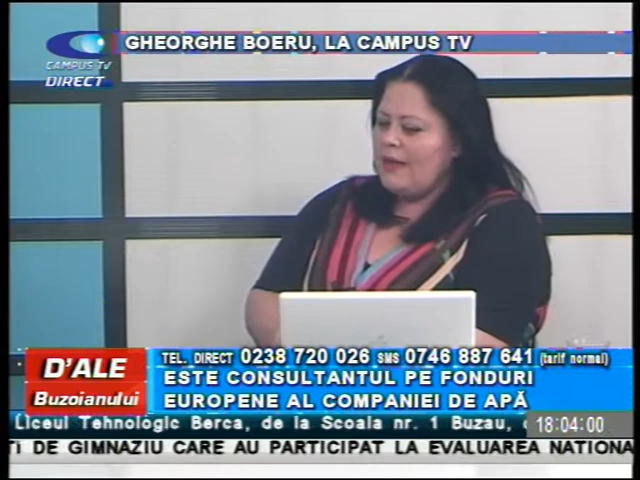 GHEORGHE BOERU, LA CAMPUS TV
CAMPUS TV
DIRECT
D'ALE
Buzoianului
TEL. DIRECT 0238 720 026 SMS 0746 887 641 (tarif normal)
ESTE CONSULTANTUL PE FONDURI
EUROPENE AL COMPANIEI DE APĂ
Liceul Tehnologic Berca, de la Scoala nr. 1 Buzau,
18:04:00
TI DE GIMNAZIU CARE AU PARTICIPAT LA EVALUAREA NATIONA